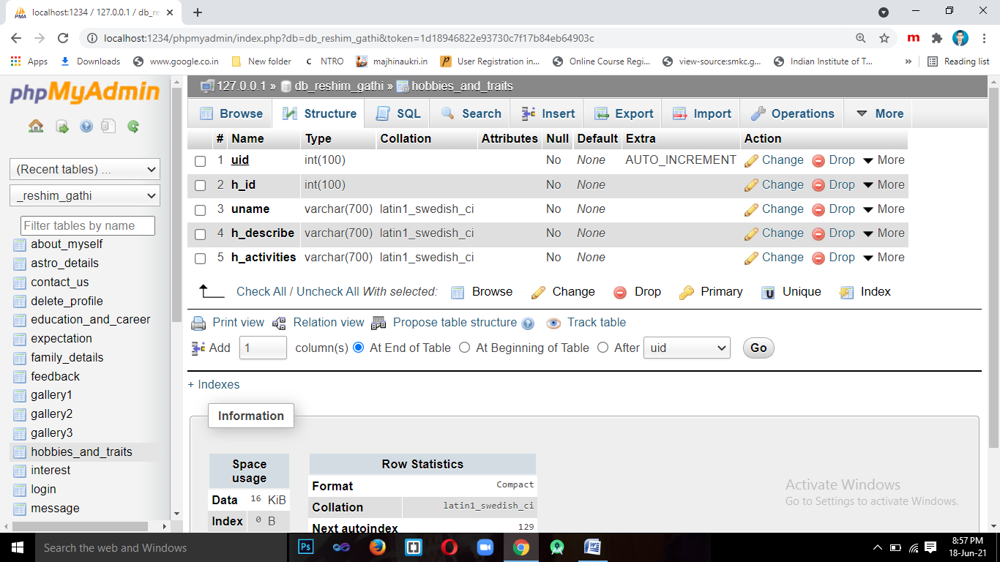 localhost:1234 / 127.0.0.1 / db_re
localhost:1234/phpmyadmin/index.php?db=db_reshim_gathi&token=1d18946822e93730c7f17b84eb64903c
Apps Downloads www.google.co.in New folder NTRO majhinaukri.in User Registration in... Online Course Regi... view-source:smkc.g... Indian Institute of T... » Reading list
phpMyAdmin
(Recent tables) ...
_reshim_gathi
Filter tables by name
about_myself
astro_details
contact_us
delete_profile
education_and_career
expectation
family_details
feedback
gallery1
gallery2
gallery3
hobbies_and_traits
interest
login
message
127.0.0.1 » db_reshim_gathi » hobbies_and_traits
Browse Structure SQL Search Insert Export Import Operations More
# Name Type Collation Attributes Null Default Extra Action
1 uid int(100) No None AUTO_INCREMENT Change Drop More
2 h_id int(100) No None Change Drop More
3 uname varchar(700) latin1_swedish_ci No None Change Drop More
4 h_describe varchar(700) latin1_swedish_ci No None Change Drop More
5 h_activities varchar(700) latin1_swedish_ci No None Change Drop More
Check All / Uncheck All With selected: Browse Change Drop Primary Unique Index
Print view Relation view Propose table structure Track table
Add 1 column(s) At End of Table At Beginning of Table After uid Go
+ Indexes
Information
Space usage
Data 16 KiB
Index 0 B
Row Statistics
Format Compact
Collation latin1_swedish_ci
Next autoindex 129
Activate Windows
Go to Settings to activate Windows.
Search the web and Windows
8:57 PM
18-Jun-21